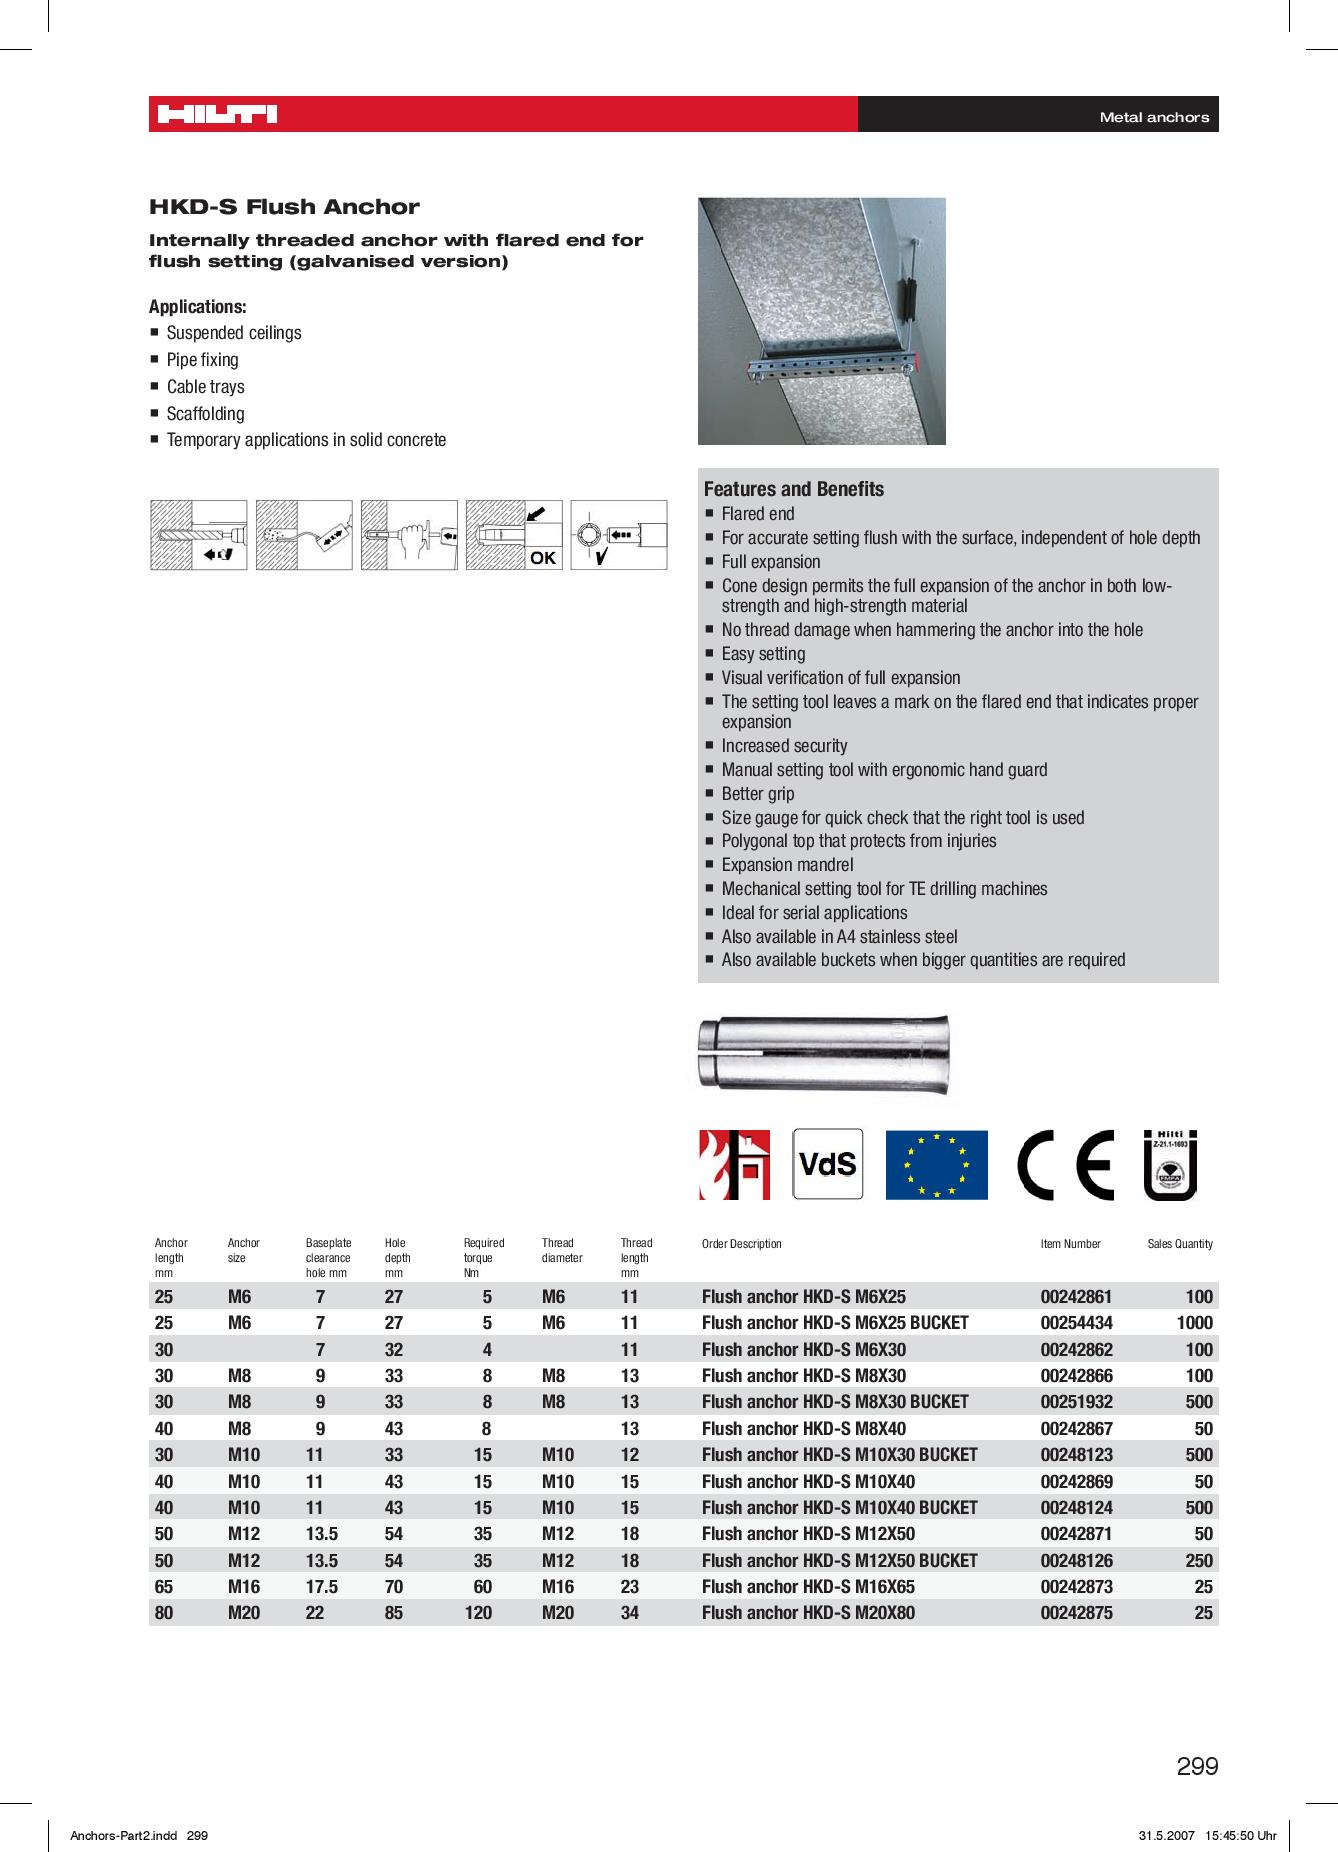 HILTI
Metal anchors
HKD-S Flush Anchor
Internally threaded anchor with flared end for
flush setting (galvanised version)
Applications:
■ Suspended ceilings
■ Pipe fixing
■ Cable trays
■ Scaffolding
■ Temporary applications in solid concrete
OK
Features and Benefits
■ Flared end
■ For accurate setting flush with the surface, independent of hole depth
■ Full expansion
■ Cone design permits the full expansion of the anchor in both low-
strength and high-strength material
■ No thread damage when hammering the anchor into the hole
■ Easy setting
■ Visual verification of full expansion
■ The setting tool leaves a mark on the flared end that indicates proper
expansion
■ Increased security
■ Manual setting tool with ergonomic hand guard
■ Better grip
■ Size gauge for quick check that the right tool is used
■ Polygonal top that protects from injuries
■ Expansion mandrel
■ Mechanical setting tool for TE drilling machines
■ Ideal for serial applications
■ Also available in A4 stainless steel
■ Also available buckets when bigger quantities are required
VdS
CE
Hilti
Z-21.1-1693
Anchor length mm Anchor size Baseplate clearance hole mm Hole depth mm Required torque Nm Thread diameter Thread length mm Order Description Item Number Sales Quantity
25 M6 7 27 5 M6 11 Flush anchor HKD-S M6X25 00242861 100
25 M6 7 27 5 M6 11 Flush anchor HKD-S M6X25 BUCKET 00254434 1000
30 7 32 4 11 Flush anchor HKD-S M6X30 00242862 100
30 M8 9 33 8 M8 13 Flush anchor HKD-S M8X30 00242866 100
30 M8 9 33 8 M8 13 Flush anchor HKD-S M8X30 BUCKET 00251932 500
40 M8 9 43 8 13 Flush anchor HKD-S M8X40 00242867 50
30 M10 11 33 15 M10 12 Flush anchor HKD-S M10X30 BUCKET 00248123 500
40 M10 11 43 15 M10 15 Flush anchor HKD-S M10X40 00242869 50
40 M10 11 43 15 M10 15 Flush anchor HKD-S M10X40 BUCKET 00248124 500
50 M12 13.5 54 35 M12 18 Flush anchor HKD-S M12X50 00242871 50
50 M12 13.5 54 35 M12 18 Flush anchor HKD-S M12X50 BUCKET 00248126 250
65 M16 17.5 70 60 M16 23 Flush anchor HKD-S M16X65 00242873 25
80 M20 22 85 120 M20 34 Flush anchor HKD-S M20X80 00242875 25
299
Anchors-Part2.indd 299
31.5.2007 15:45:50 Uhr